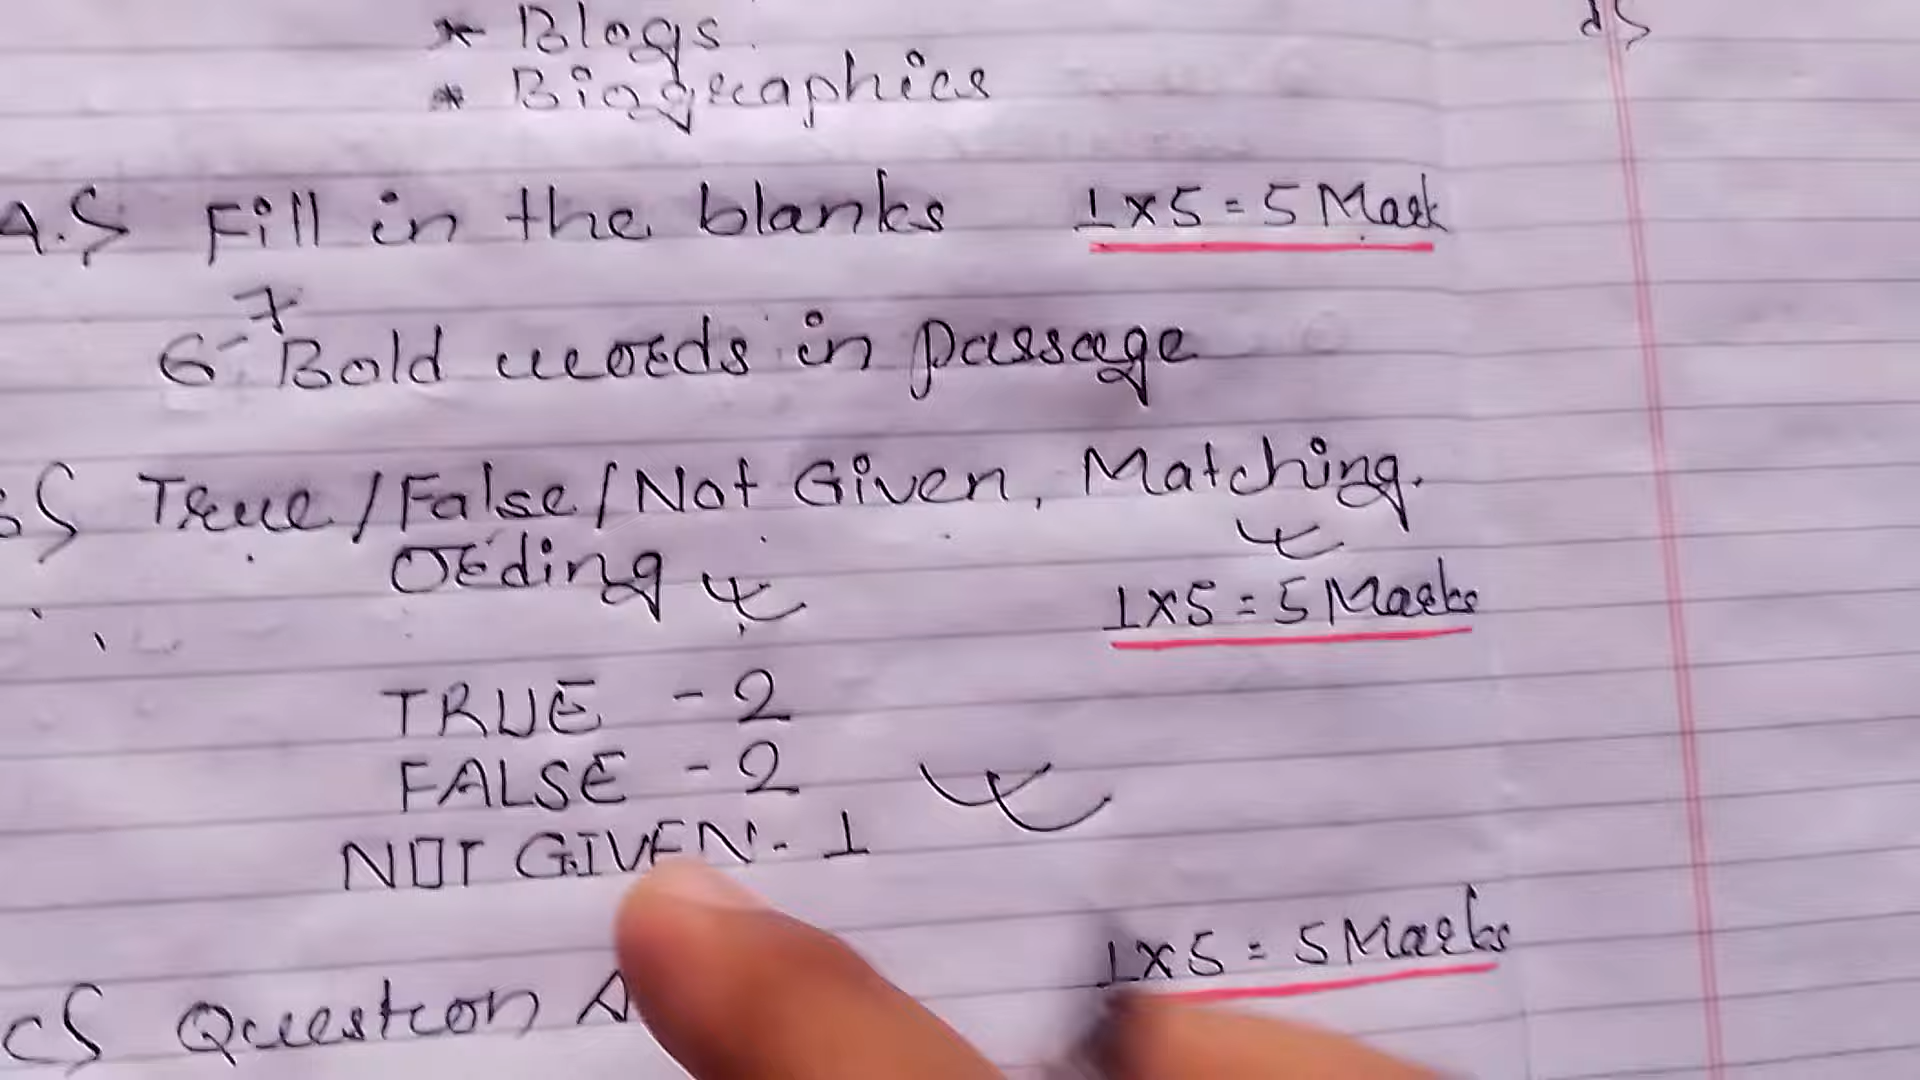 * Blogs.
* Biographies
A.S Fill in the blanks 1x5=5 Mark
6-7 Bold words in passage
S True/False/Not Given, Matching.
Ording
1x5=5 Marks
TRUE - 2
FALSE - 2
NOT GIVEN - 1
1x5=5 Marks
CS Question A